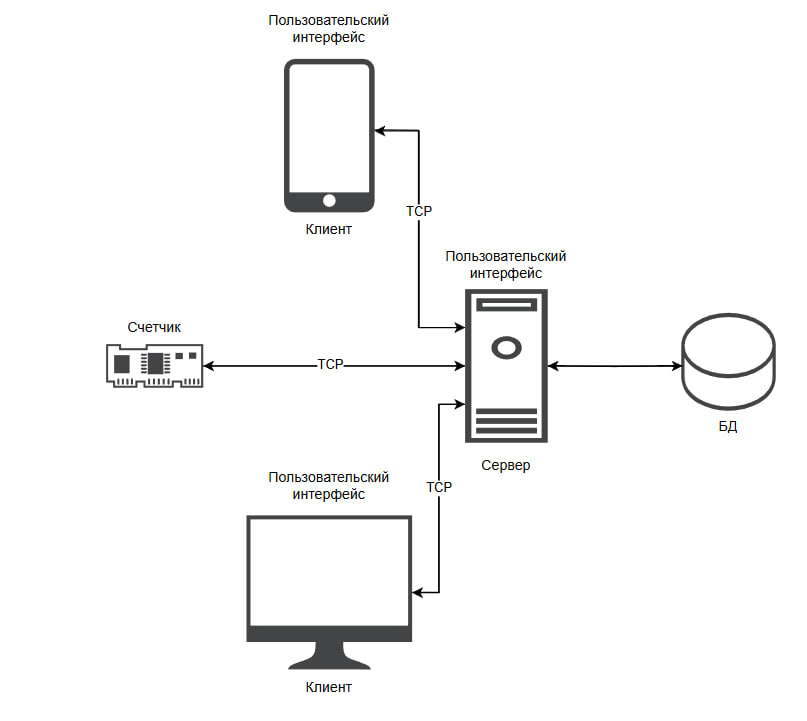 Пользовательский
интерфейс
TCP
Клиент
Пользовательский
интерфейс
Счетчик
TCP
БД
Сервер
Пользовательский
интерфейс
TCP
Клиент